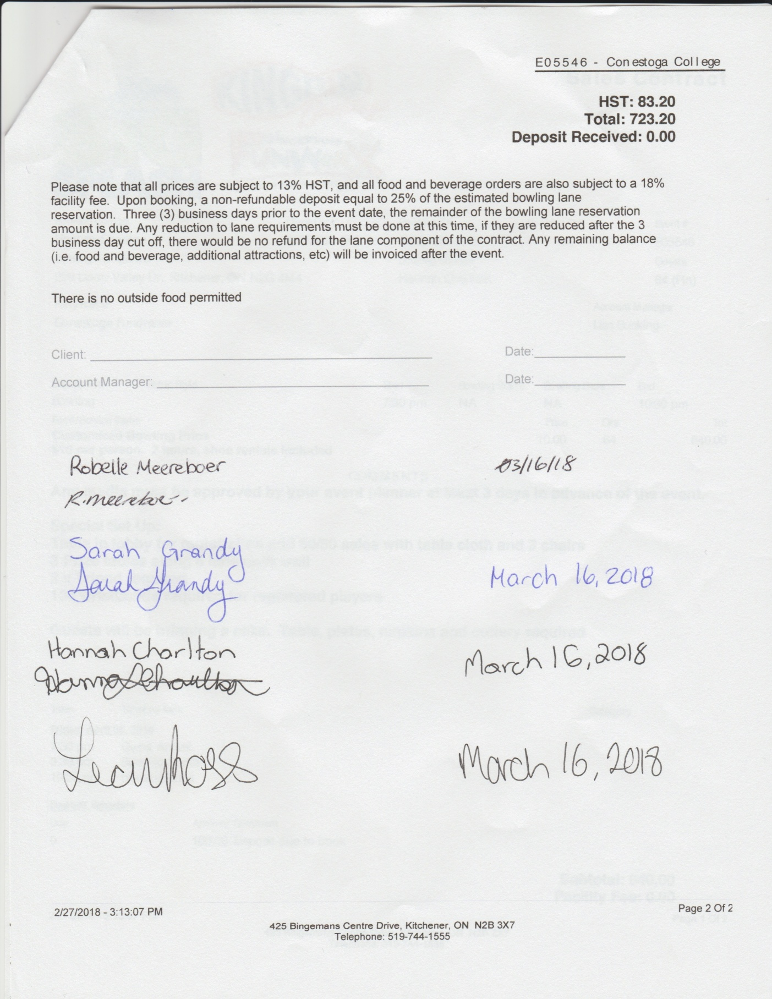 E05546 - Conestoga College
HST: 83.20
Total: 723.20
Deposit Received: 0.00
Please note that all prices are subject to 13% HST, and all food and beverage orders are also subject to a 18%
facility fee. Upon booking, a non-refundable deposit equal to 25% of the estimated bowling lane
reservation. Three (3) business days prior to the event date, the remainder of the bowling lane reservation
amount is due. Any reduction to lane requirements must be done at this time, if they are reduced after the 3
business day cut off, there would be no refund for the lane component of the contract. Any remaining balance
(i.e. food and beverage, additional attractions, etc) will be invoiced after the event.
There is no outside food permitted
Client: Date:
Account Manager: Date:
Robelle Meereboer 03/16/18
R. Meereboer
Sarah Grandy
Sarah Grandy March 16, 2018
Hannah Charlton March 16, 2018
Hannah Charlton
March 16, 2018
2/27/2018 - 3:13:07 PM Page 2 Of 2
425 Bingemans Centre Drive, Kitchener, ON N2B 3X7
Telephone: 519-744-1555